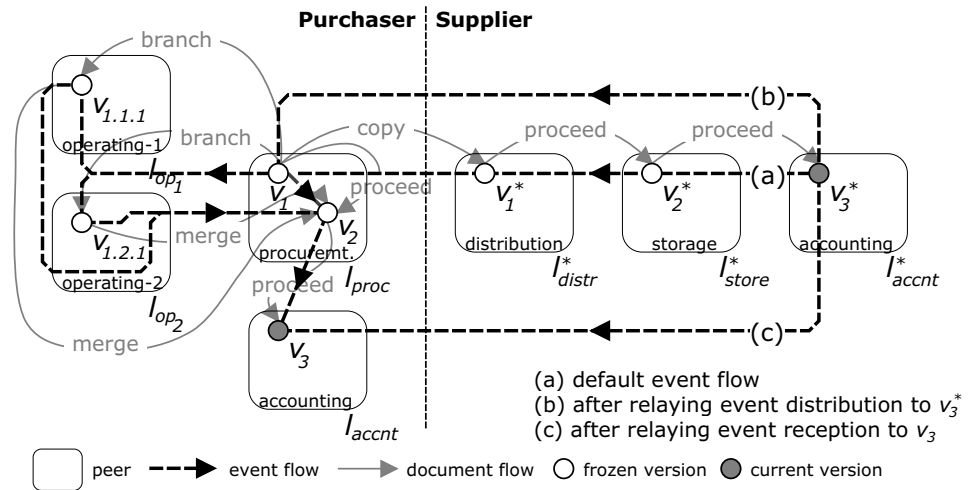 Purchaser Supplier
branch
(b)
v1.1.1
branch
copy
proceed
proceed
operating-1
lop1
(a)
v1
proceed
v1*
v2*
v3*
v1.2.1
merge
v2
operating-2
lop2
procuremt.
lproc
distribution
l*distr
storage
l*store
accounting
l*accnt
proceed
merge
v3
(c)
accounting
laccnt
(a) default event flow
(b) after relaying event distribution to v3*
(c) after relaying event reception to v3
peer event flow document flow frozen version current version